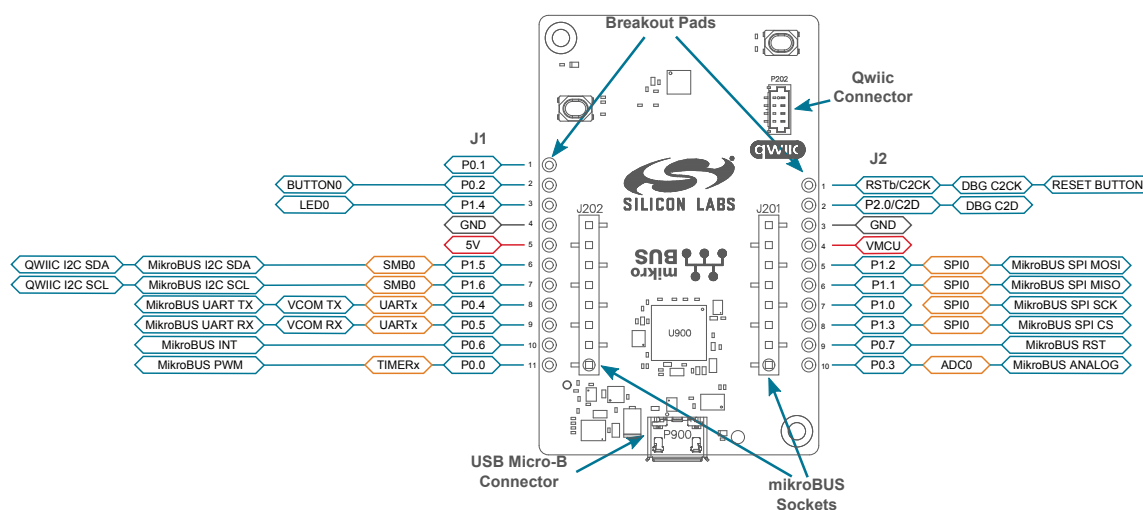 Breakout Pads
P202
Qwiic
Connector
qwiic
J1
J2
P0.1 1
BUTTON0 P0.2 2
LED0 P1.4 3
GND 4
5V 5
QWIIC I2C SDA MikroBUS I2C SDA SMB0 P1.5 6
QWIIC I2C SCL MikroBUS I2C SCL SMB0 P1.6 7
MikroBUS UART TX VCOM TX UARTx P0.4 8
MikroBUS UART RX VCOM RX UARTx P0.5 9
MikroBUS INT P0.6 10
MikroBUS PWM TIMERx P0.0 11
SILICON LABS
J202
J201
mikro
BUS
U900
1 RSTb/C2CK DBG C2CK RESET BUTTON
2 P2.0/C2D DBG C2D
3 GND
4 VMCU
5 P1.2 SPI0 MikroBUS SPI MOSI
6 P1.1 SPI0 MikroBUS SPI MISO
7 P1.0 SPI0 MikroBUS SPI SCK
8 P1.3 SPI0 MikroBUS SPI CS
9 P0.7 MikroBUS RST
10 P0.3 ADC0 MikroBUS ANALOG
P900
USB Micro-B
Connector
mikroBUS
Sockets